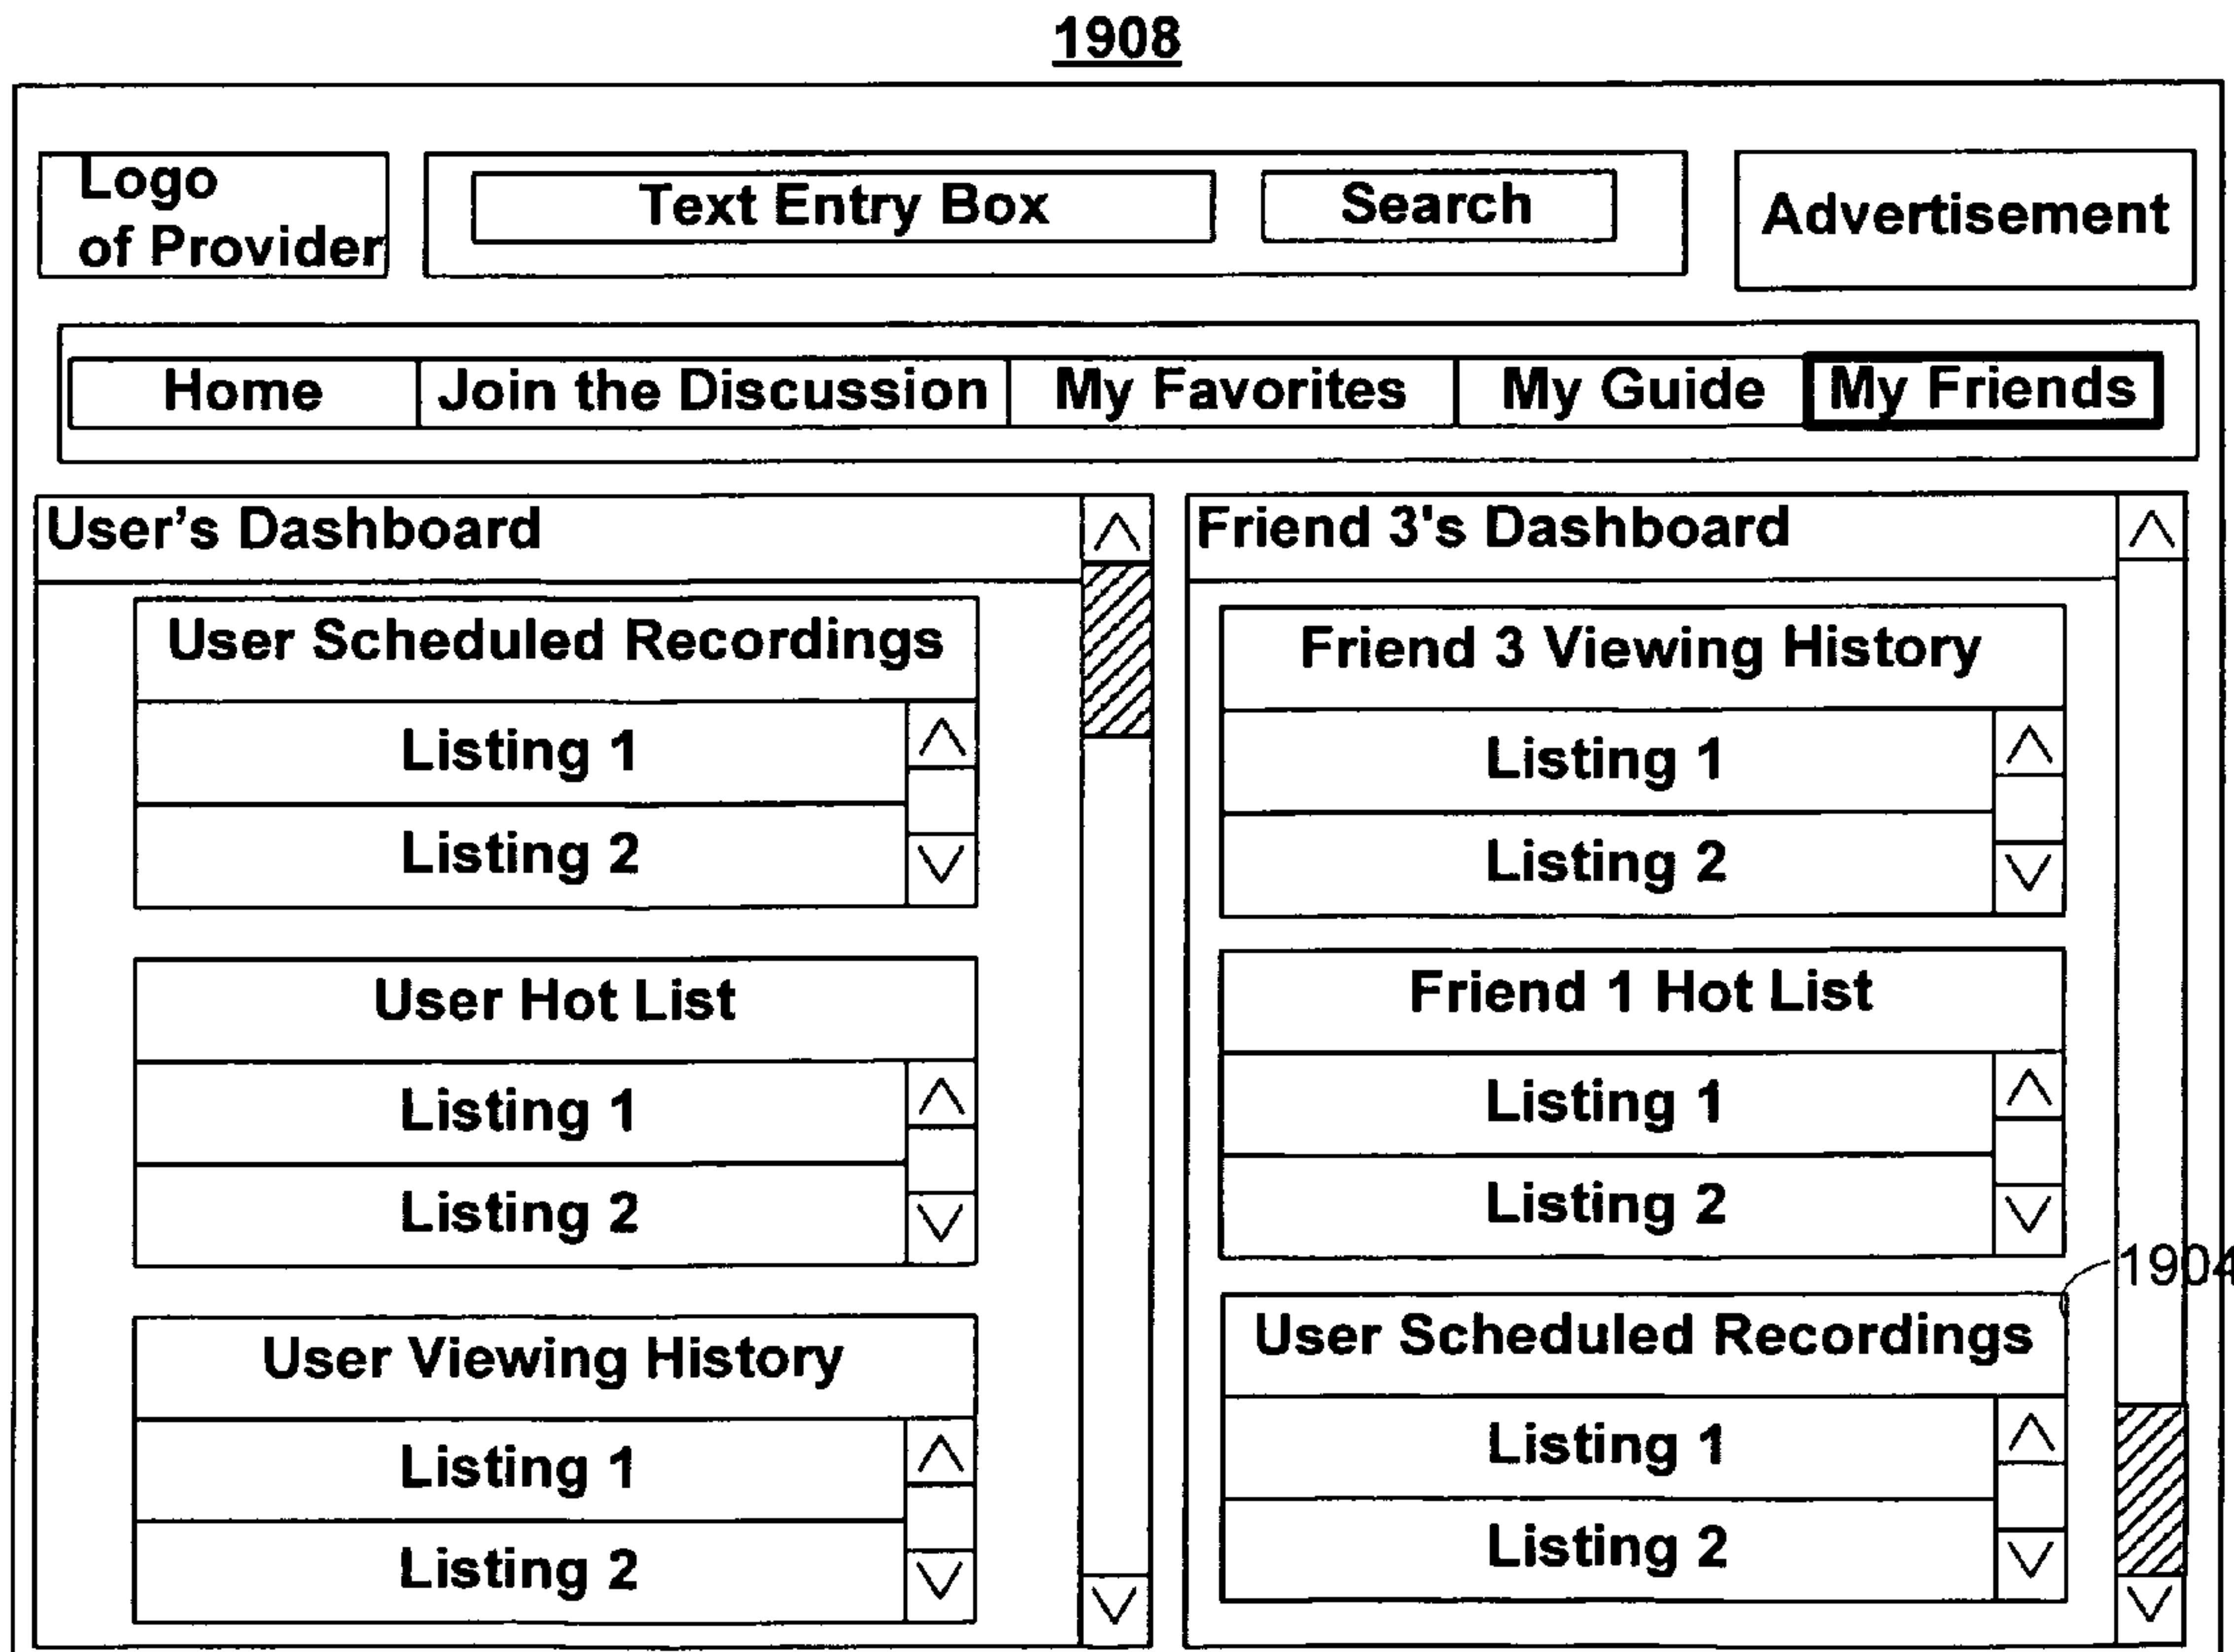 1908
Logo
of Provider
Text Entry Box
Search
Advertisement
Home
Join the Discussion
My Favorites
My Guide
My Friends
User's Dashboard
User Scheduled Recordings
Listing 1
Listing 2
User Hot List
Listing 1
Listing 2
User Viewing History
Listing 1
Listing 2
Friend 3's Dashboard
Friend 3 Viewing History
Listing 1
Listing 2
Friend 1 Hot List
Listing 1
Listing 2
1904
User Scheduled Recordings
Listing 1
Listing 2